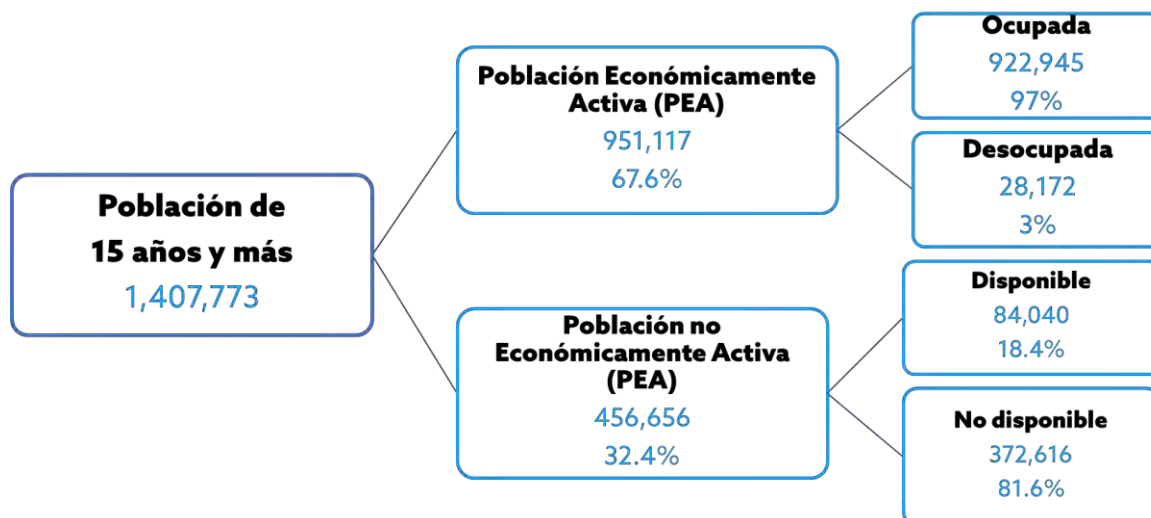 Población de
15 años y más
1,407,773
Población Económicamente
Activa (PEA)
951,117
67.6%
Ocupada
922,945
97%
Desocupada
28,172
3%
Población no
Económicamente Activa
(PEA)
456,656
32.4%
Disponible
84,040
18.4%
No disponible
372,616
81.6%